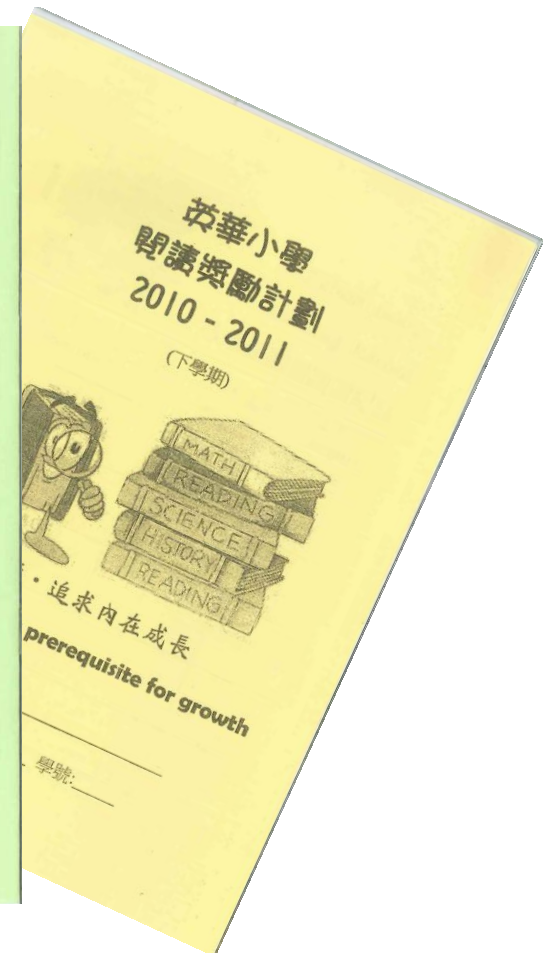 英華小學
閱讀獎勵計劃
2010 - 2011
(下學期)
MATH
READING
SCIENCE
HISTORY
READING
・追求內在成長
prerequisite for growth
學號: